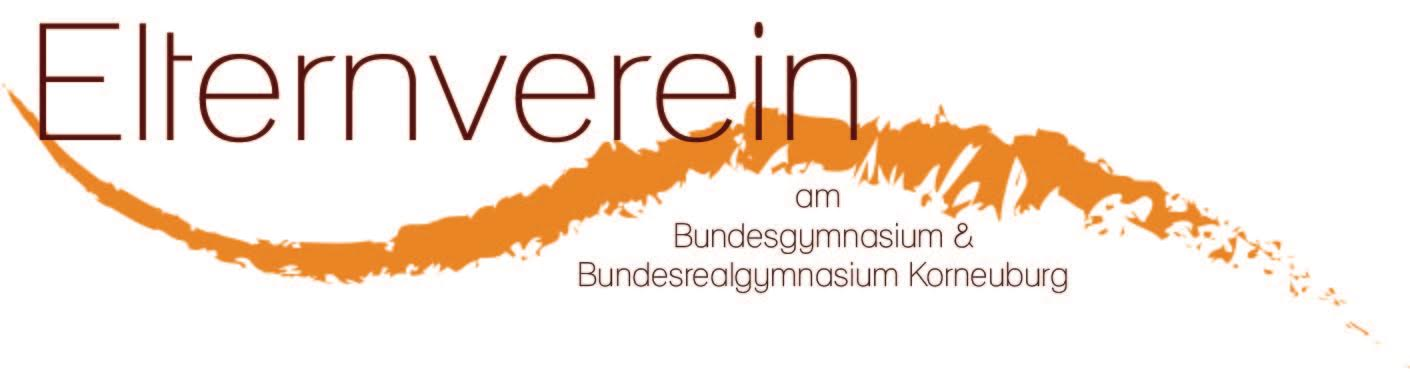 Elternverein
am
Bundesgymnasium &
Bundesrealgymnasium Korneuburg